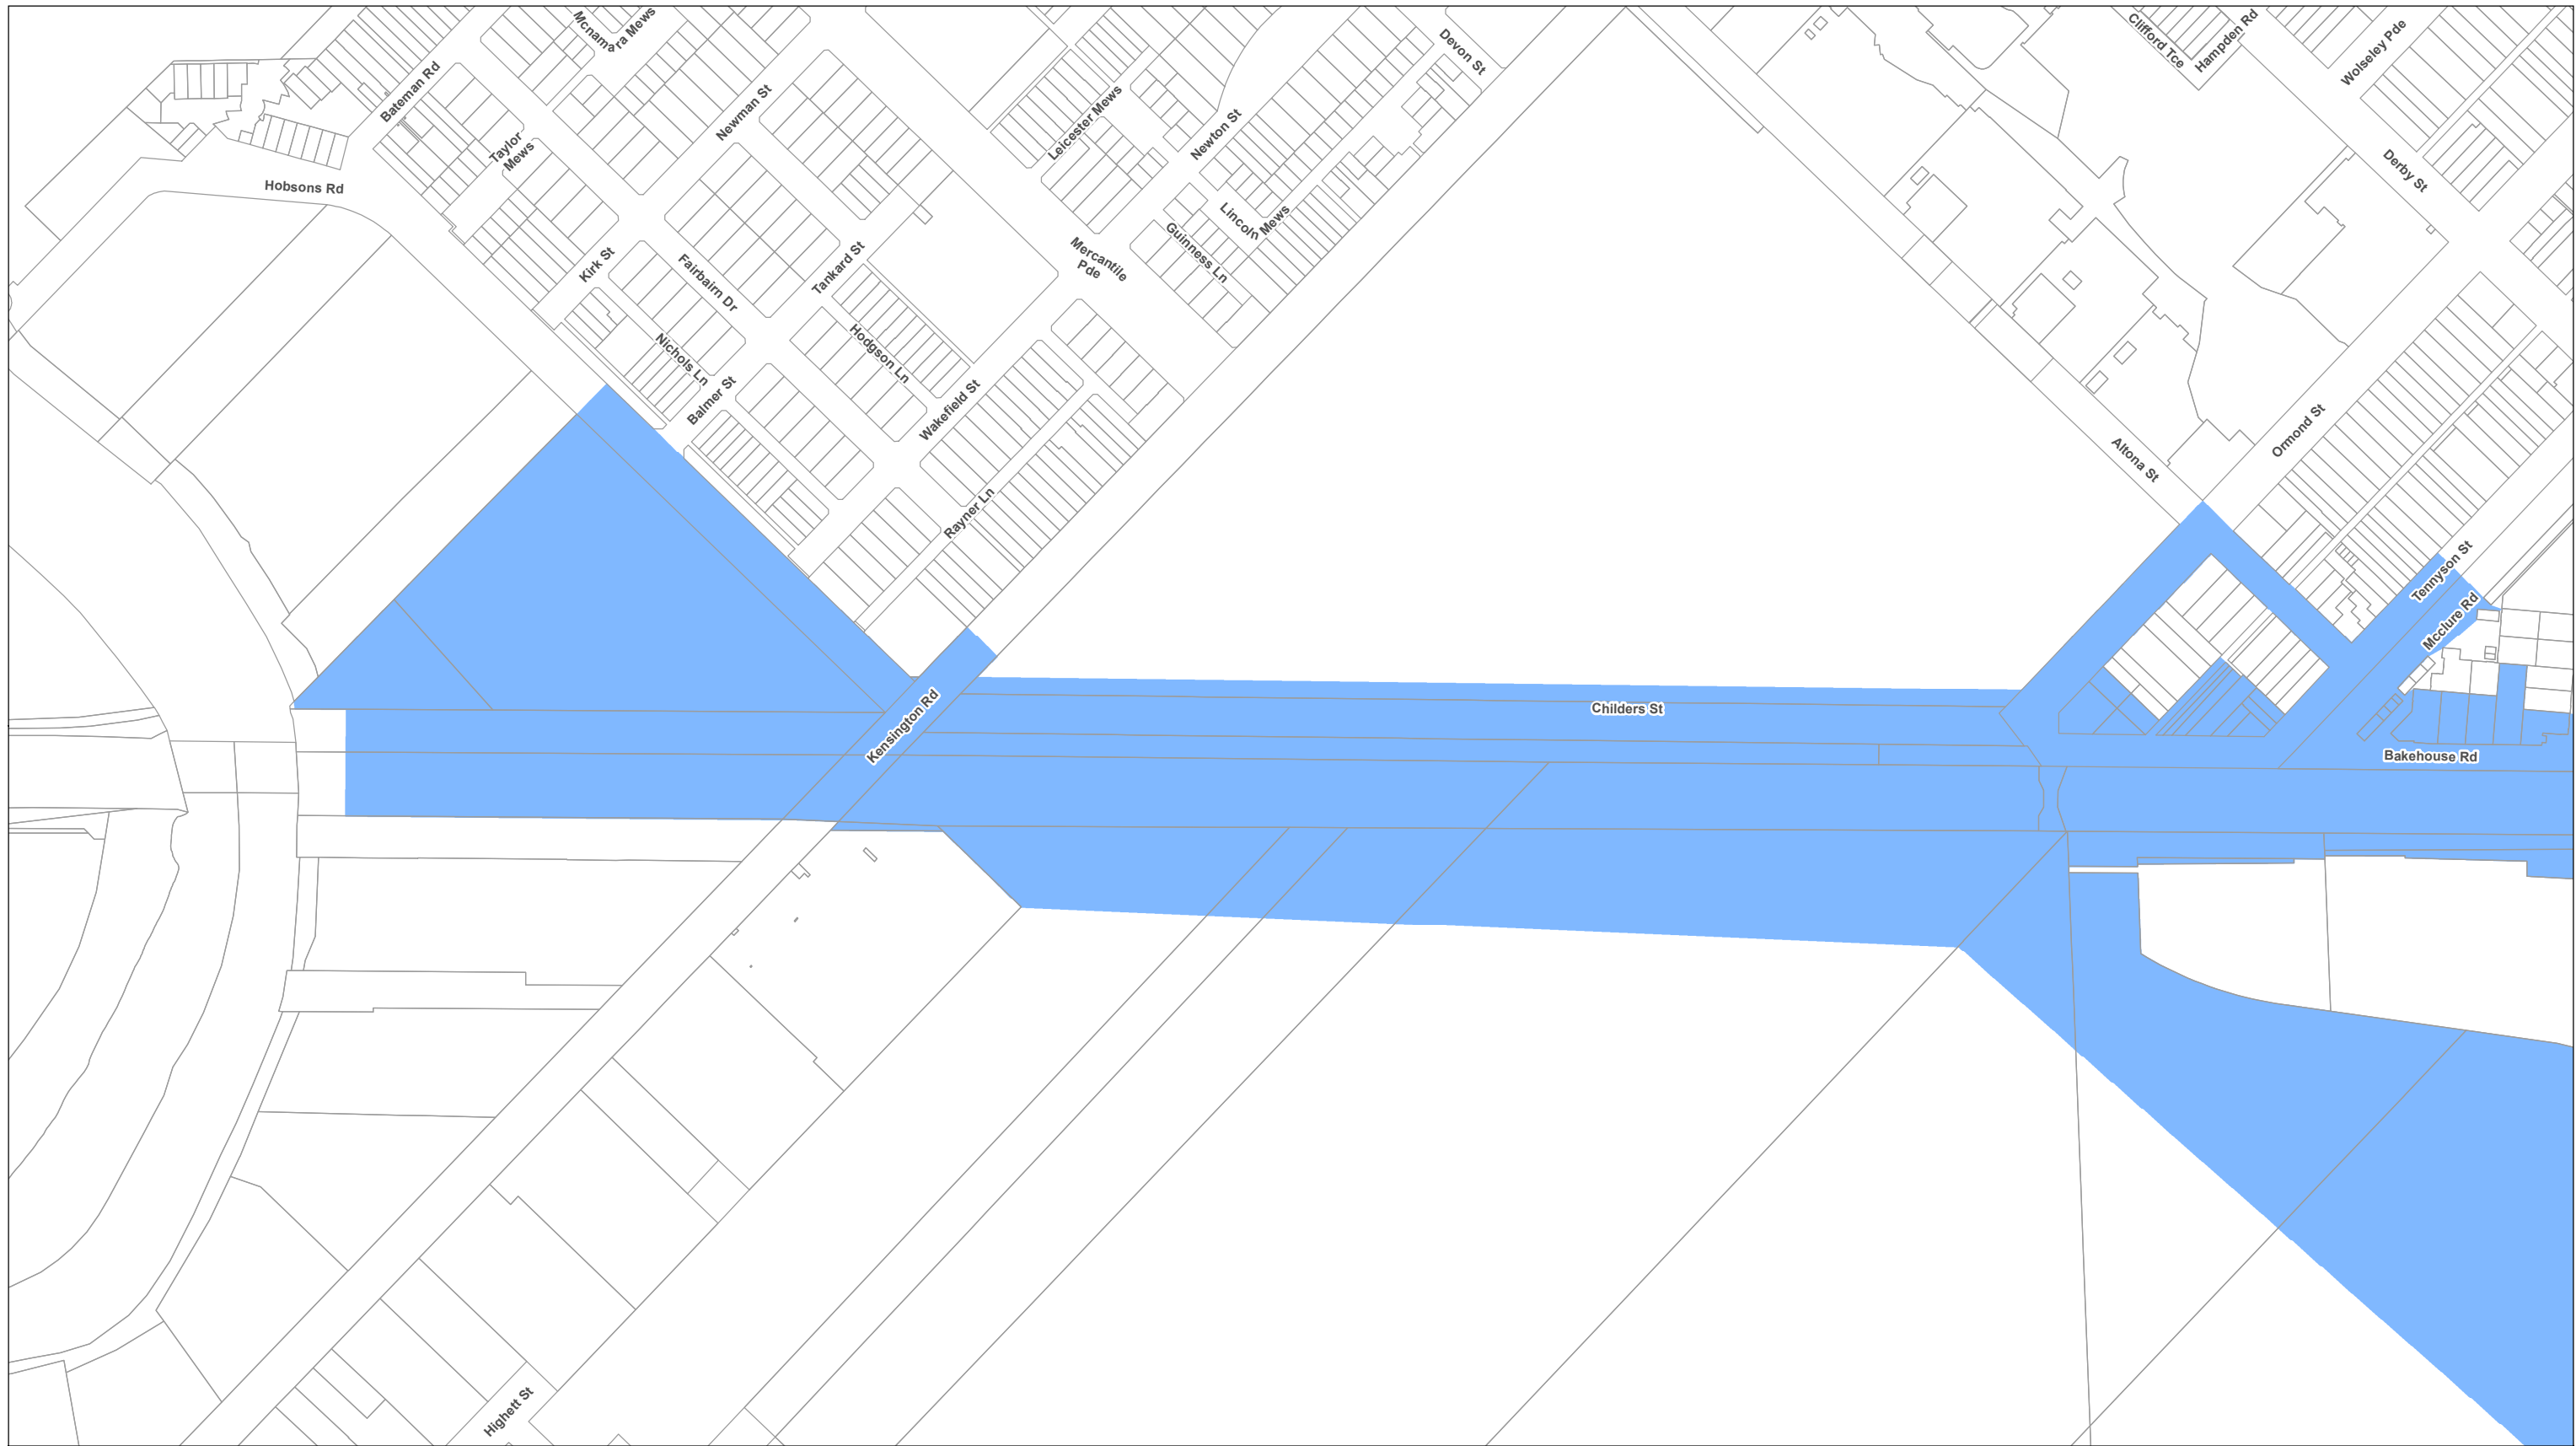 Mcnamara Mews
Clifford Tce
Hampden Rd
Wolseley Pde
Devon St
Bateman Rd
Newman St
Leicester Mews
Newton St
Taylor
Mews
Derby St
Hobsons Rd
Lincoln Mews
Guinness Ln
Mercantile
Pde
Kirk St
Fairbairn Dr
Tankard St
Hodgson Ln
Nichols Ln
Balmer St
Wakefield St
Ormond St
Altona St
Rayner Ln
Tennyson St
Mcclure Rd
Childers St
Kensington Rd
Bakehouse Rd
Highett St